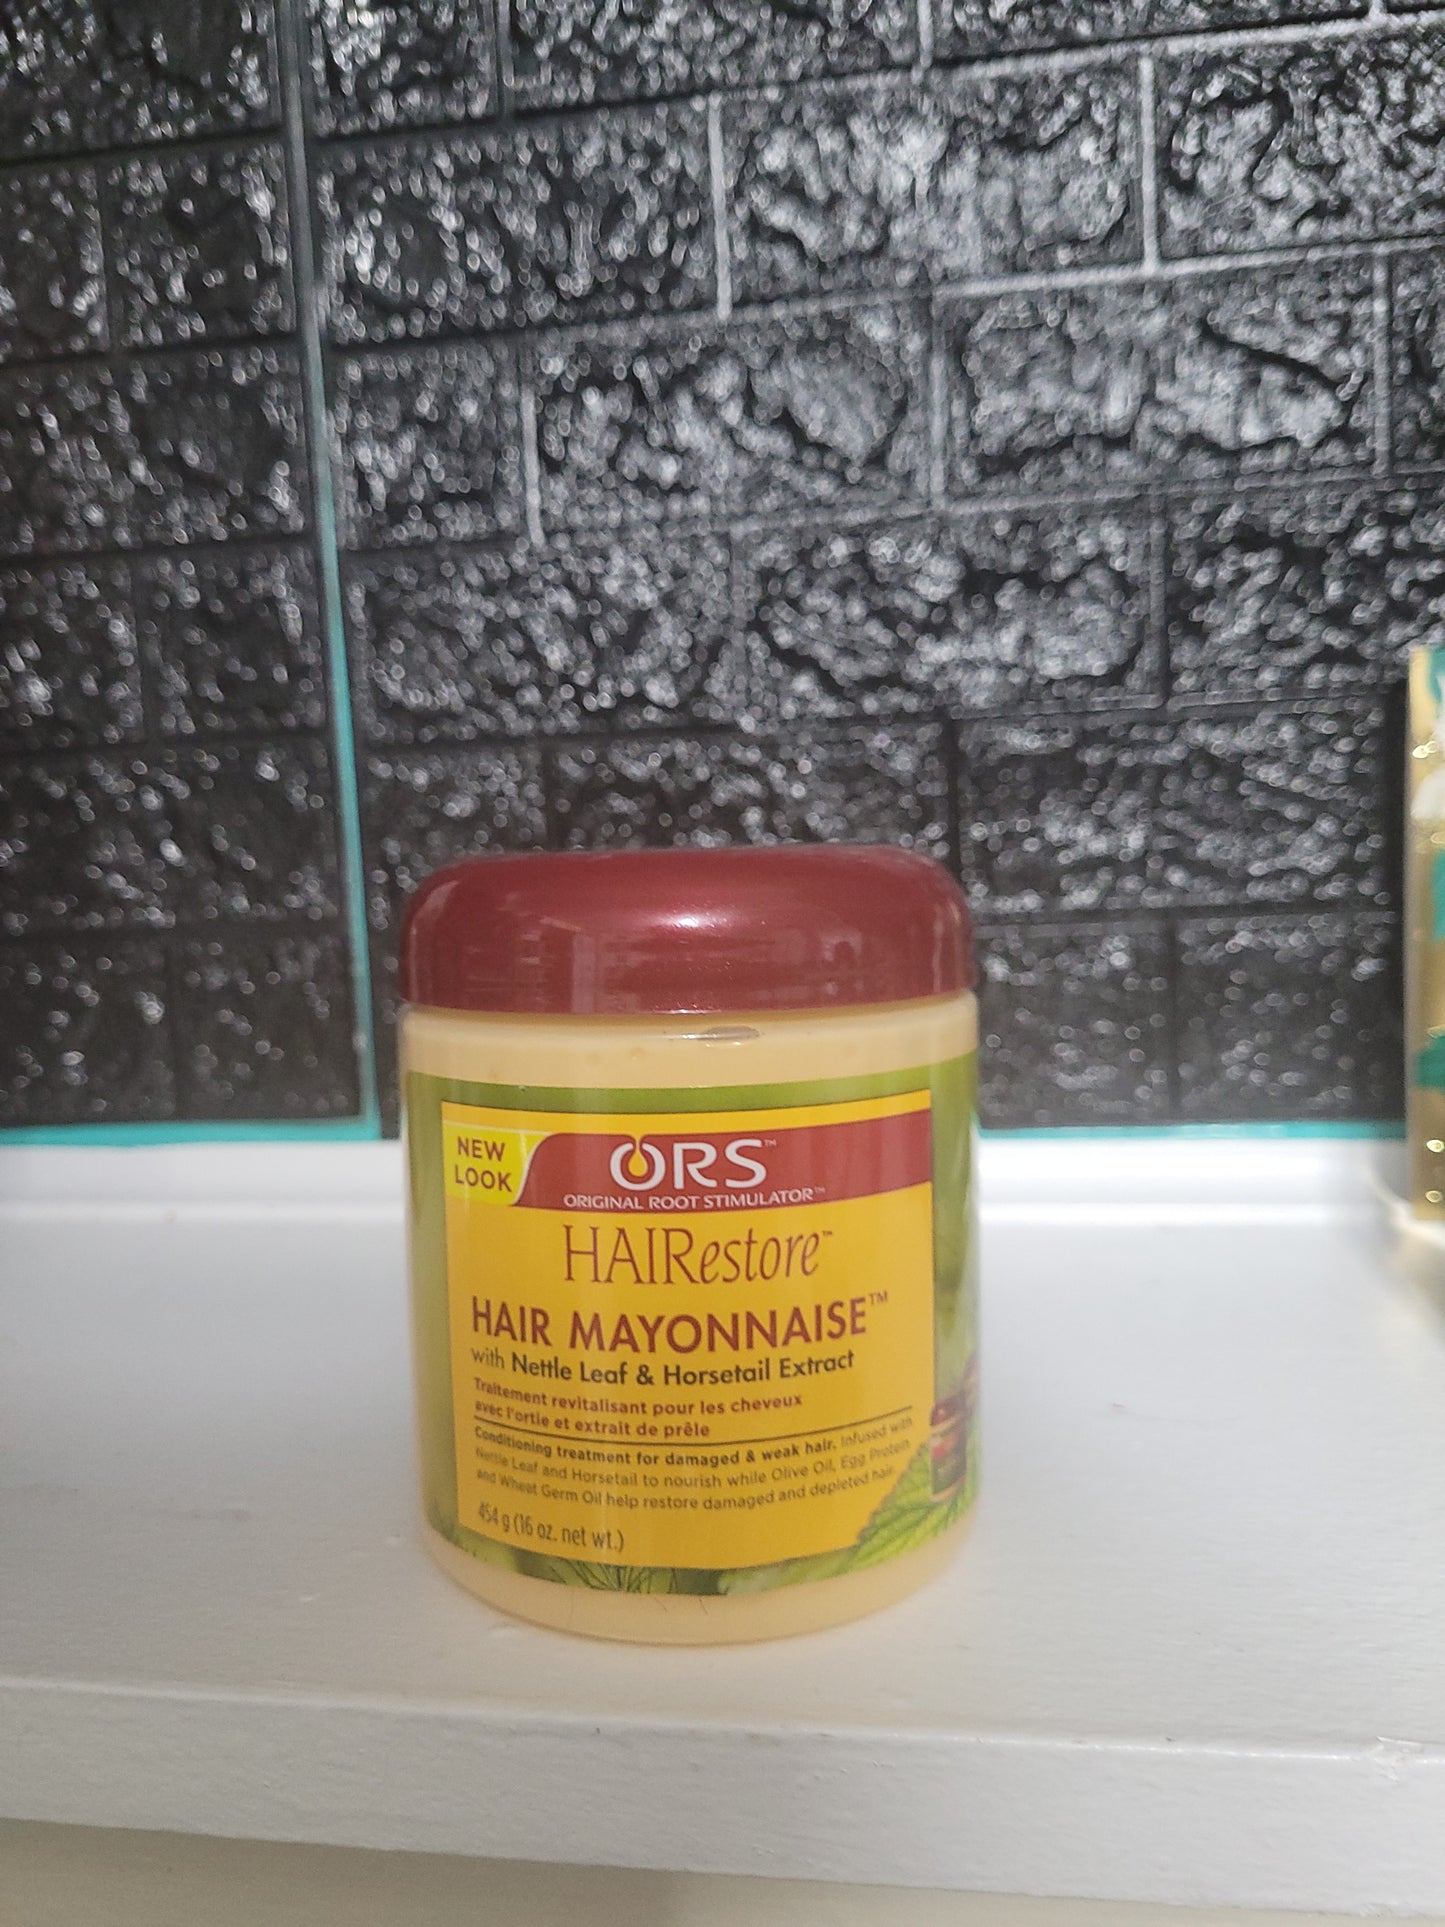 NEW
LOOK
ORS™
ORIGINAL ROOT STIMULATOR™
HAIRestore™
HAIR MAYONNAISE™
with Nettle Leaf & Horsetail Extract
Traitement revitalisant pour les cheveux
avec l'ortie et extrait de prêle
Conditioning treatment for damaged & weak hair. Infused with
Nettle Leaf and Horsetail to nourish while Olive Oil, Egg Protein
and Wheat Germ Oil help restore damaged and depleted hair.
454 g (16 oz. net wt.)